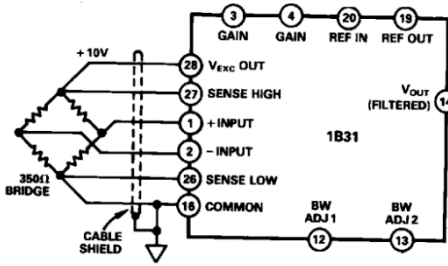 3
4
20
19
GAIN
GAIN
REF IN
REF OUT
+10V
28
V_EXC OUT
27
SENSE HIGH
V_OUT
(FILTERED)
14
1
+INPUT
1B31
2
−INPUT
350Ω
BRIDGE
26
SENSE LOW
16
COMMON
CABLE
SHIELD
BW
ADJ 1
BW
ADJ 2
12
13